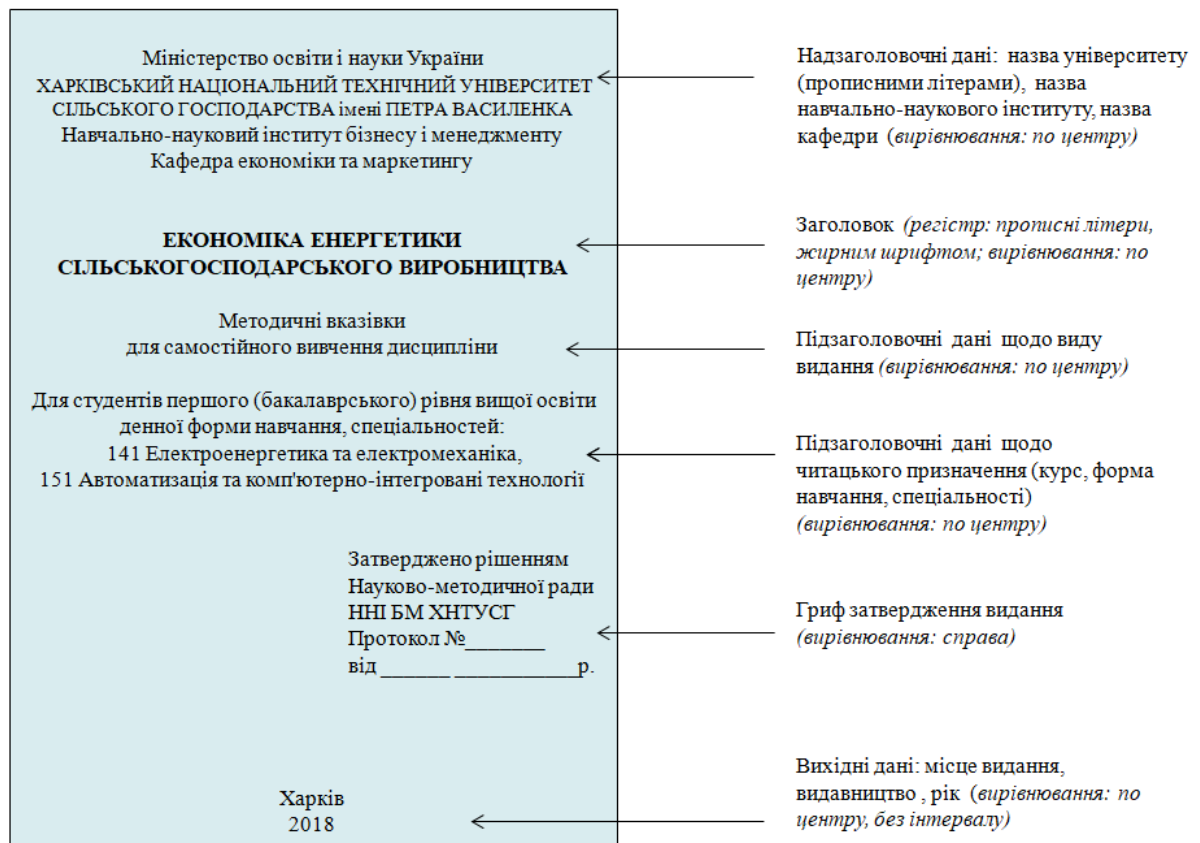 Міністерство освіти і науки України
ХАРКІВСЬКИЙ НАЦІОНАЛЬНИЙ ТЕХНІЧНИЙ УНІВЕРСИТЕТ
СІЛЬСЬКОГО ГОСПОДАРСТВА імені ПЕТРА ВАСИЛЕНКА
Навчально-науковий інститут бізнесу і менеджменту
Кафедра економіки та маркетингу
ЕКОНОМІКА ЕНЕРГЕТИКИ
СІЛЬСЬКОГОСПОДАРСЬКОГО ВИРОБНИЦТВА
Методичні вказівки
для самостійного вивчення дисципліни
Для студентів першого (бакалаврського) рівня вищої освіти
денної форми навчання, спеціальностей:
141 Електроенергетика та електромеханіка,
151 Автоматизація та комп'ютерно-інтегровані технології
Затверджено рішенням
Науково-методичної ради
ННІ БМ ХНТУСГ
Протокол №_______
від ______ ___________р.
Харків
2018
Надзаголовочні дані: назва університету
(прописними літерами), назва
навчально-наукового інституту, назва
кафедри (вирівнювання: по центру)
Заголовок (регістр: прописні літери,
жирним шрифтом; вирівнювання: по
центру)
Підзаголовочні дані щодо виду
видання (вирівнювання: по центру)
Підзаголовочні дані щодо
читацького призначення (курс, форма
навчання, спеціальності)
(вирівнювання: по центру)
Гриф затвердження видання
(вирівнювання: справа)
Вихідні дані: місце видання,
видавництво , рік (вирівнювання: по
центру, без інтервалу)